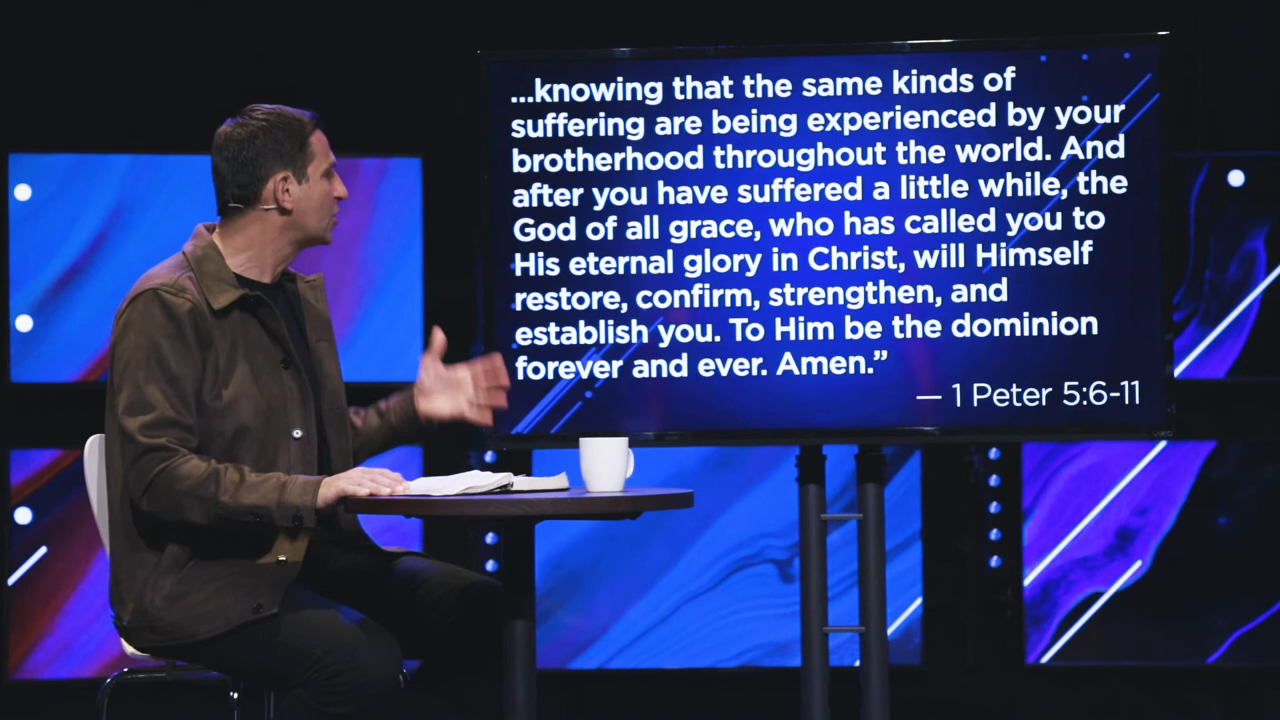 ...knowing that the same kinds of
suffering are being experienced by your
brotherhood throughout the world. And
after you have suffered a little while, the
God of all grace, who has called you to
His eternal glory in Christ, will Himself
restore, confirm, strengthen, and
establish you. To Him be the dominion
forever and ever. Amen.”
— 1 Peter 5:6-11